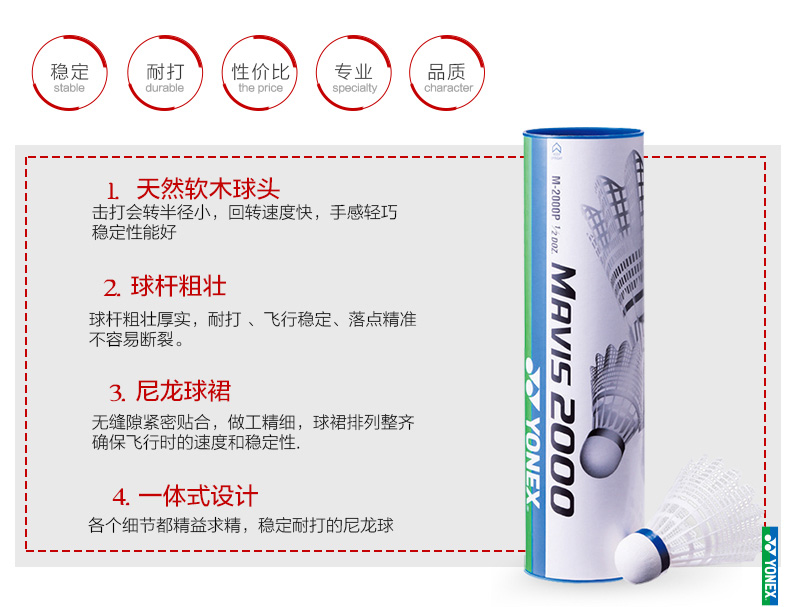 稳定
stable
耐打
durable
性价比
the price
专业
specialty
品质
character
1. 天然软木球头
击打会转半径小，回转速度快，手感轻巧
稳定性能好
2. 球杆粗壮
球杆粗壮厚实，耐打 、飞行稳定、落点精准
不容易断裂。
3. 尼龙球裙
无缝隙紧密贴合，做工精细，球裙排列整齐
确保飞行时的速度和稳定性.
4. 一体式设计
各个细节都精益求精，稳定耐打的尼龙球
M-2000P 1/2 DOZ.
MAVIS 2000
YONEX
YONEX